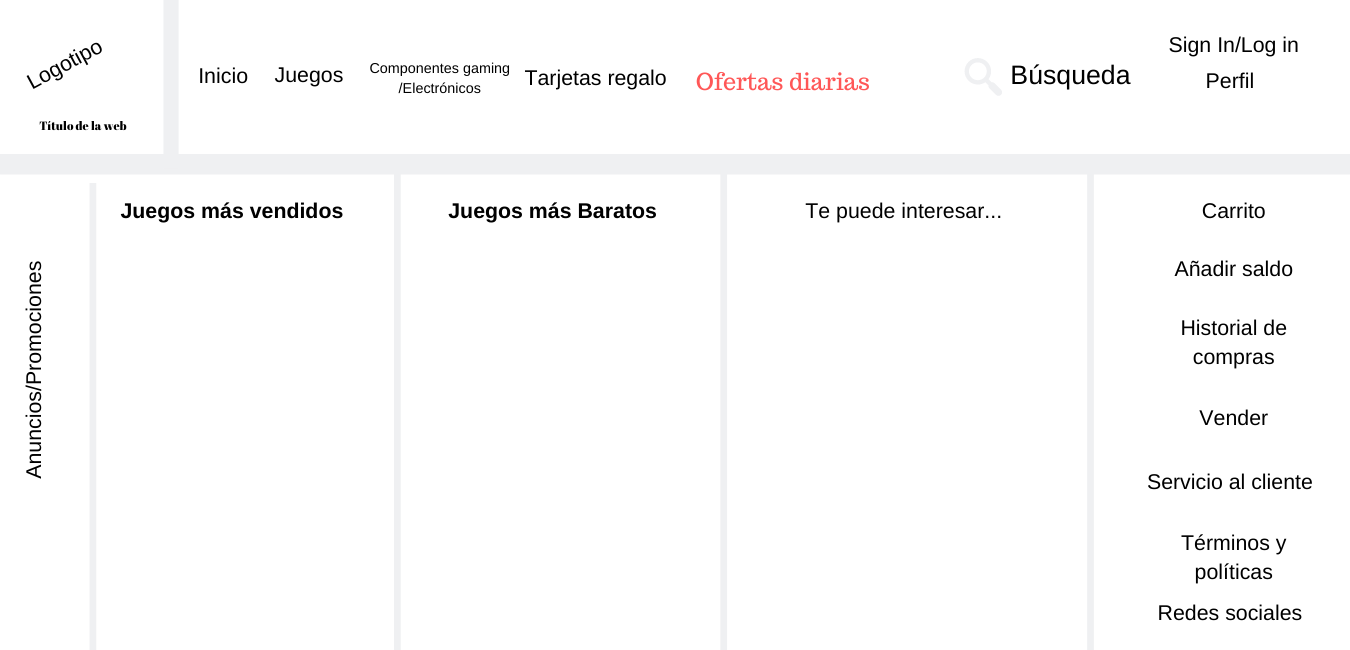 Logotipo
Título de la web
Inicio
Juegos
Componentes gaming
/Electrónicos
Tarjetas regalo
Ofertas diarias
Búsqueda
Sign In/Log in
Perfil
Anuncios/Promociones
Juegos más vendidos
Juegos más Baratos
Te puede interesar...
Carrito
Añadir saldo
Historial de
compras
Vender
Servicio al cliente
Términos y
políticas
Redes sociales